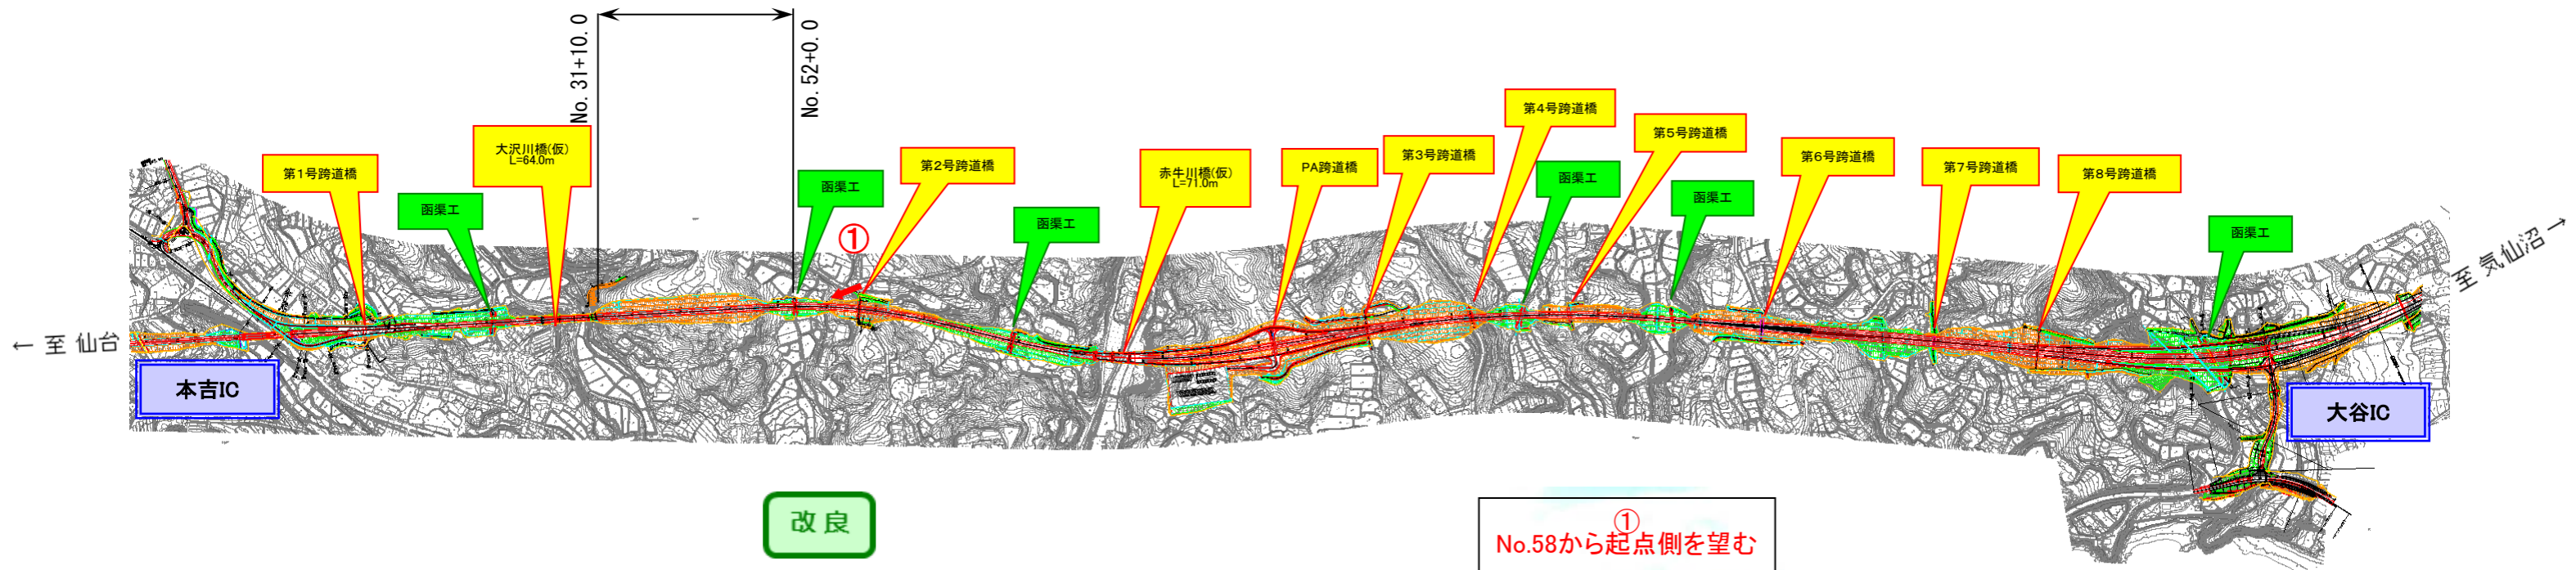 No. 31+10. 0
No. 52+0. 0
第1号跨道橋
函渠工
大沢川橋(仮)
L=64.0m
函渠工
①
第2号跨道橋
函渠工
赤牛川橋(仮)
L=71.0m
PA跨道橋
第3号跨道橋
第4号跨道橋
函渠工
第5号跨道橋
函渠工
第6号跨道橋
第7号跨道橋
第8号跨道橋
函渠工
← 至 仙台
至 気仙沼 →
本吉IC
大谷IC
改 良
①
No.58から起点側を望む